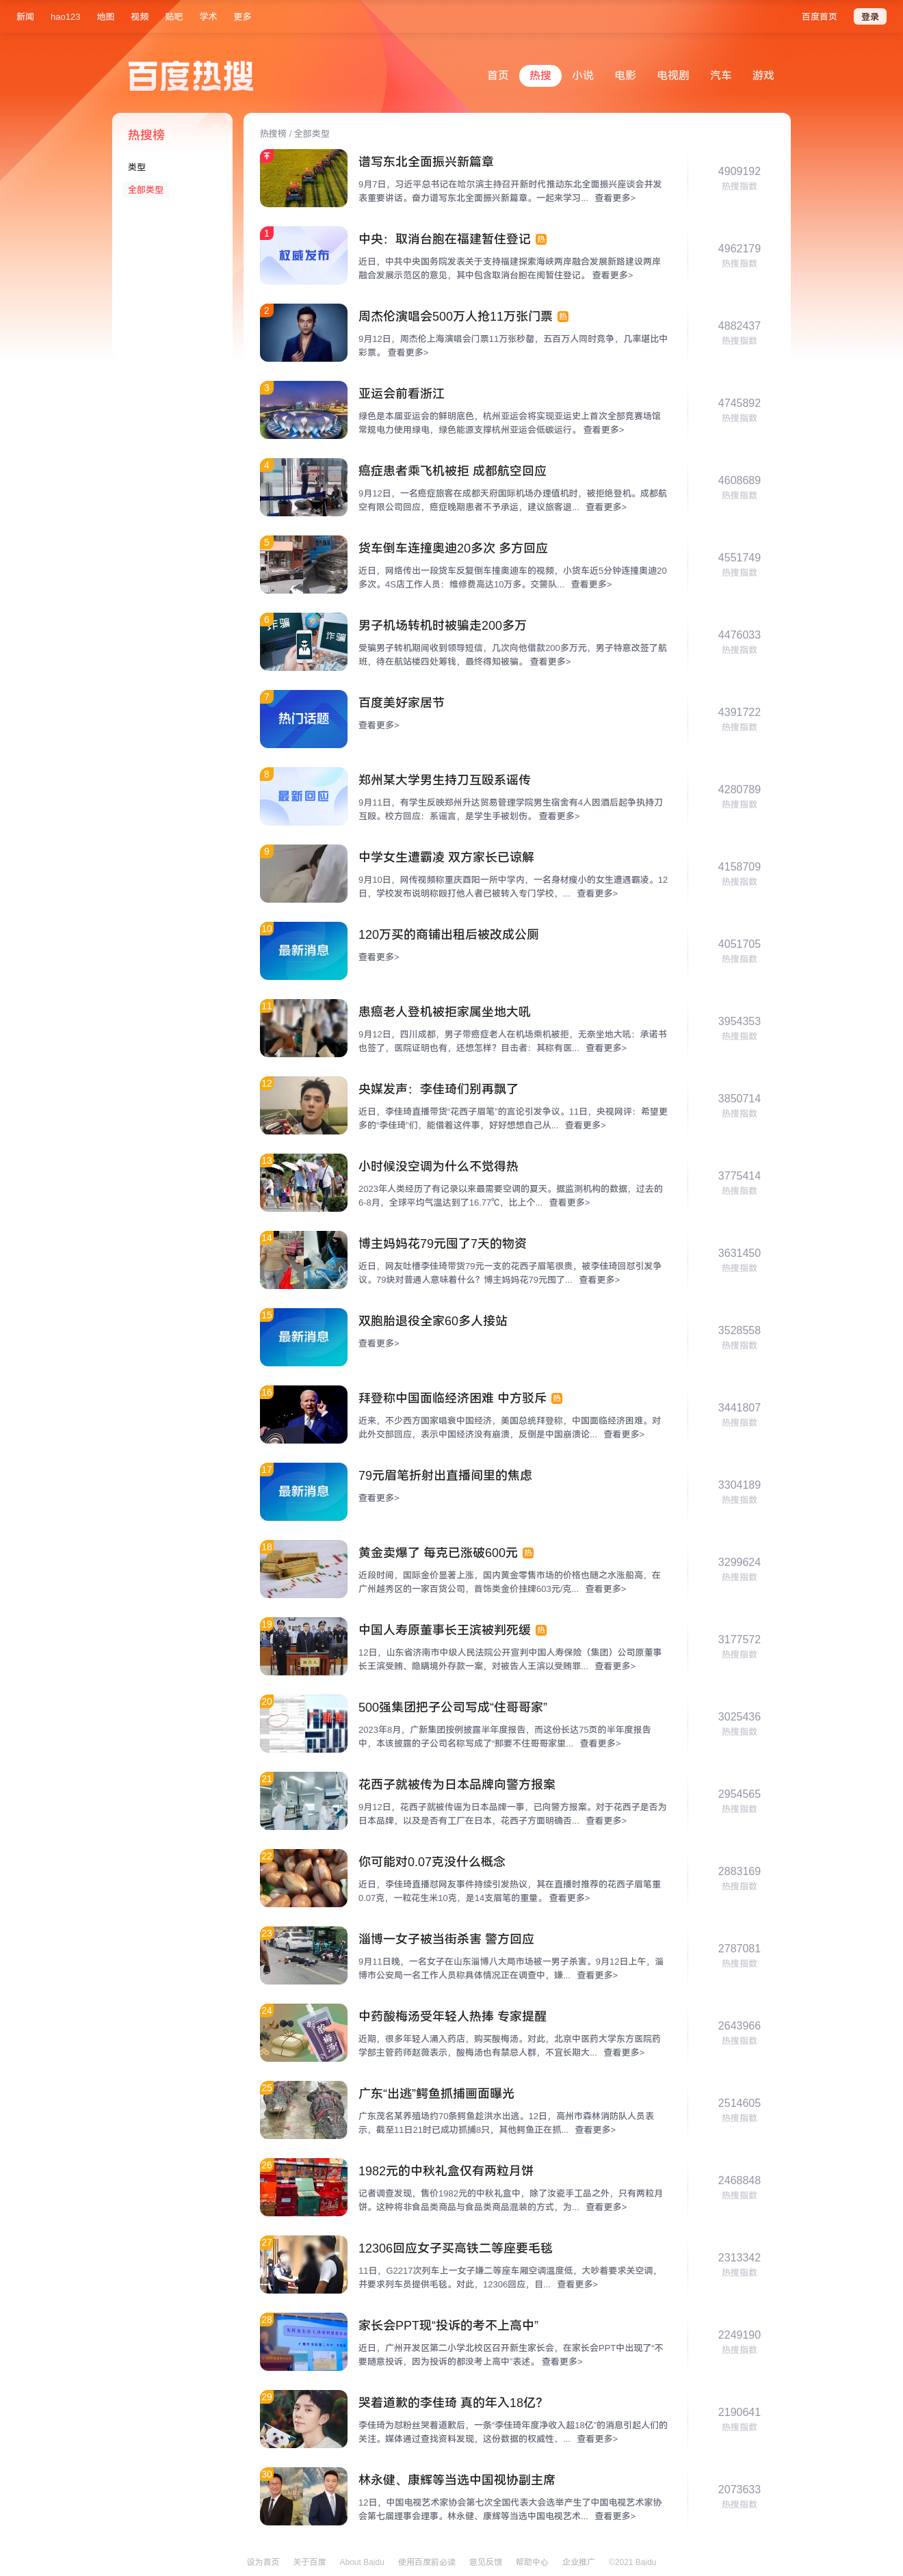 新闻 hao123 地图 视频 贴吧 学术 更多 百度首页 登录
百度热搜
首页 热搜 小说 电影 电视剧 汽车 游戏
热搜榜
类型
全部类型
热搜榜 / 全部类型
谱写东北全面振兴新篇章
9月7日，习近平总书记在哈尔滨主持召开新时代推动东北全面振兴座谈会并发
表重要讲话。奋力谱写东北全面振兴新篇章。一起来学习... 查看更多>
4909192
热搜指数
1
权威发布
中央：取消台胞在福建暂住登记 热
近日，中共中央国务院发表关于支持福建探索海峡两岸融合发展新路建设两岸
融合发展示范区的意见，其中包含取消台胞在闽暂住登记。 查看更多>
4962179
热搜指数
2
周杰伦演唱会500万人抢11万张门票 热
9月12日，周杰伦上海演唱会门票11万张秒罄，五百万人同时竞争，几率堪比中
彩票。 查看更多>
4882437
热搜指数
3
亚运会前看浙江
绿色是本届亚运会的鲜明底色，杭州亚运会将实现亚运史上首次全部竞赛场馆
常规电力使用绿电，绿色能源支撑杭州亚运会低碳运行。 查看更多>
4745892
热搜指数
4
癌症患者乘飞机被拒 成都航空回应
9月12日，一名癌症旅客在成都天府国际机场办理值机时，被拒绝登机。成都航
空有限公司回应，癌症晚期患者不予承运，建议旅客退... 查看更多>
4608689
热搜指数
5
货车倒车连撞奥迪20多次 多方回应
近日，网络传出一段货车反复倒车撞奥迪车的视频，小货车近5分钟连撞奥迪20
多次。4S店工作人员：维修费高达10万多。交警队... 查看更多>
4551749
热搜指数
6
诈骗
诈骗
男子机场转机时被骗走200多万
受骗男子转机期间收到领导短信，几次向他借款200多万元，男子特意改签了航
班，待在航站楼四处筹钱，最终得知被骗。 查看更多>
4476033
热搜指数
7
热门话题
百度美好家居节
查看更多>
4391722
热搜指数
8
最新回应
郑州某大学男生持刀互殴系谣传
9月11日，有学生反映郑州升达贸易管理学院男生宿舍有4人因酒后起争执持刀
互殴。校方回应：系谣言，是学生手被划伤。 查看更多>
4280789
热搜指数
9
中学女生遭霸凌 双方家长已谅解
9月10日，网传视频称重庆酉阳一所中学内，一名身材瘦小的女生遭遇霸凌。12
日，学校发布说明称殴打他人者已被转入专门学校，... 查看更多>
4158709
热搜指数
10
最新消息
120万买的商铺出租后被改成公厕
查看更多>
4051705
热搜指数
11
患癌老人登机被拒家属坐地大吼
9月12日，四川成都，男子带癌症老人在机场乘机被拒，无奈坐地大吼：承诺书
也签了，医院证明也有，还想怎样？目击者：其称有医... 查看更多>
3954353
热搜指数
12
央媒发声：李佳琦们别再飘了
近日，李佳琦直播带货“花西子眉笔”的言论引发争议。11日，央视网评：希望更
多的“李佳琦”们，能借着这件事，好好想想自己从... 查看更多>
3850714
热搜指数
13
小时候没空调为什么不觉得热
2023年人类经历了有记录以来最需要空调的夏天。据监测机构的数据，过去的
6-8月，全球平均气温达到了16.77℃，比上个... 查看更多>
3775414
热搜指数
14
博主妈妈花79元囤了7天的物资
近日，网友吐槽李佳琦带货79元一支的花西子眉笔很贵，被李佳琦回怼引发争
议。79块对普通人意味着什么？博主妈妈花79元囤了... 查看更多>
3631450
热搜指数
15
最新消息
双胞胎退役全家60多人接站
查看更多>
3528558
热搜指数
16
拜登称中国面临经济困难 中方驳斥 热
近来，不少西方国家唱衰中国经济，美国总统拜登称，中国面临经济困难。对
此外交部回应，表示中国经济没有崩溃，反倒是中国崩溃论... 查看更多>
3441807
热搜指数
17
最新消息
79元眉笔折射出直播间里的焦虑
查看更多>
3304189
热搜指数
18
黄金卖爆了 每克已涨破600元 热
近段时间，国际金价显著上涨，国内黄金零售市场的价格也随之水涨船高，在
广州越秀区的一家百货公司，首饰类金价挂牌603元/克... 查看更多>
3299624
热搜指数
19
中国人寿原董事长王滨被判死缓 热
12日，山东省济南市中级人民法院公开宣判中国人寿保险（集团）公司原董事
长王滨受贿、隐瞒境外存款一案，对被告人王滨以受贿罪... 查看更多>
3177572
热搜指数
20
500强集团把子公司写成“住哥哥家”
2023年8月，广新集团按例披露半年度报告，而这份长达75页的半年度报告
中，本该披露的子公司名称写成了“那要不住哥哥家里... 查看更多>
3025436
热搜指数
21
花西子就被传为日本品牌向警方报案
9月12日，花西子就被传谣为日本品牌一事，已向警方报案。对于花西子是否为
日本品牌，以及是否有工厂在日本，花西子方面明确否... 查看更多>
2954565
热搜指数
22
你可能对0.07克没什么概念
近日，李佳琦直播怼网友事件持续引发热议，其在直播时推荐的花西子眉笔重
0.07克，一粒花生米10克，是14支眉笔的重量。 查看更多>
2883169
热搜指数
23
淄博一女子被当街杀害 警方回应
9月11日晚，一名女子在山东淄博八大局市场被一男子杀害。9月12日上午，淄
博市公安局一名工作人员称具体情况正在调查中，嫌... 查看更多>
2787081
热搜指数
24
中药酸梅汤受年轻人热捧 专家提醒
近期，很多年轻人涌入药店，购买酸梅汤。对此，北京中医药大学东方医院药
学部主管药师赵薇表示，酸梅汤也有禁忌人群，不宜长期大... 查看更多>
2643966
热搜指数
25
广东“出逃”鳄鱼抓捕画面曝光
广东茂名某养殖场约70条鳄鱼趁洪水出逃。12日，高州市森林消防队人员表
示，截至11日21时已成功抓捕8只，其他鳄鱼正在抓... 查看更多>
2514605
热搜指数
26
1982元的中秋礼盒仅有两粒月饼
记者调查发现，售价1982元的中秋礼盒中，除了汝瓷手工品之外，只有两粒月
饼。这种将非食品类商品与食品类商品混装的方式，为... 查看更多>
2468848
热搜指数
27
12306回应女子买高铁二等座要毛毯
11日，G2217次列车上一女子嫌二等座车厢空调温度低，大吵着要求关空调，
并要求列车员提供毛毯。对此，12306回应，目... 查看更多>
2313342
热搜指数
28
家长会PPT现“投诉的考不上高中”
近日，广州开发区第二小学北校区召开新生家长会，在家长会PPT中出现了“不
要随意投诉，因为投诉的都没考上高中”表述。 查看更多>
2249190
热搜指数
29
哭着道歉的李佳琦 真的年入18亿？
李佳琦为怼粉丝哭着道歉后，一条“李佳琦年度净收入超18亿”的消息引起人们的
关注。媒体通过查找资料发现，这份数据的权威性、... 查看更多>
2190641
热搜指数
30
林永健、康辉等当选中国视协副主席
12日，中国电视艺术家协会第七次全国代表大会选举产生了中国电视艺术家协
会第七届理事会理事。林永健、康辉等当选中国电视艺术... 查看更多>
2073633
热搜指数
设为首页 关于百度 About Baidu 使用百度前必读 意见反馈 帮助中心 企业推广 ©2021 Baidu